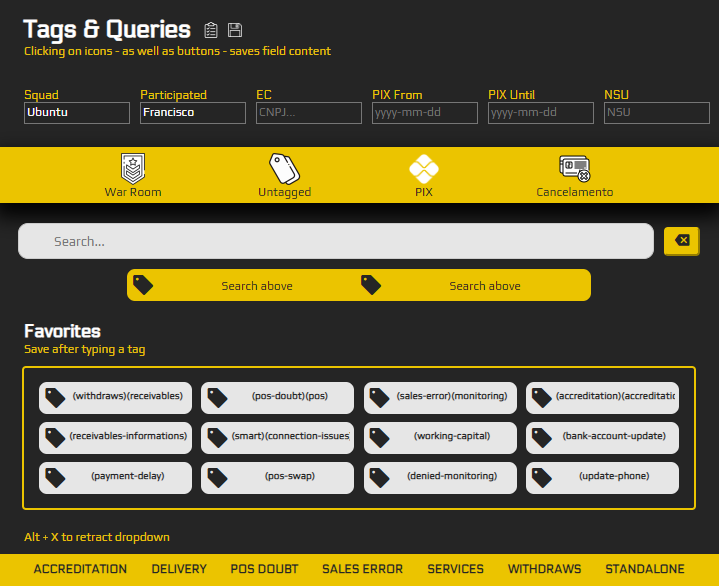 Tags & Queries
Clicking on icons - as well as buttons - saves field content
Squad Participated EC PIX From PIX Until NSU
Ubuntu Francisco CNPJ... yyyy-mm-dd yyyy-mm-dd NSU
War Room Untagged PIX Cancelamento
Search...
Search above Search above
Favorites
Save after typing a tag
(withdraws)(receivables) (pos-doubt)(pos) (sales-error)(monitoring) (accreditation)(accreditatic
(receivables-informations) (smart)(connection-issues) (working-capital) (bank-account-update)
(payment-delay) (pos-swap) (denied-monitoring) (update-phone)
Alt + X to retract dropdown
ACCREDITATION DELIVERY POS DOUBT SALES ERROR SERVICES WITHDRAWS STANDALONE